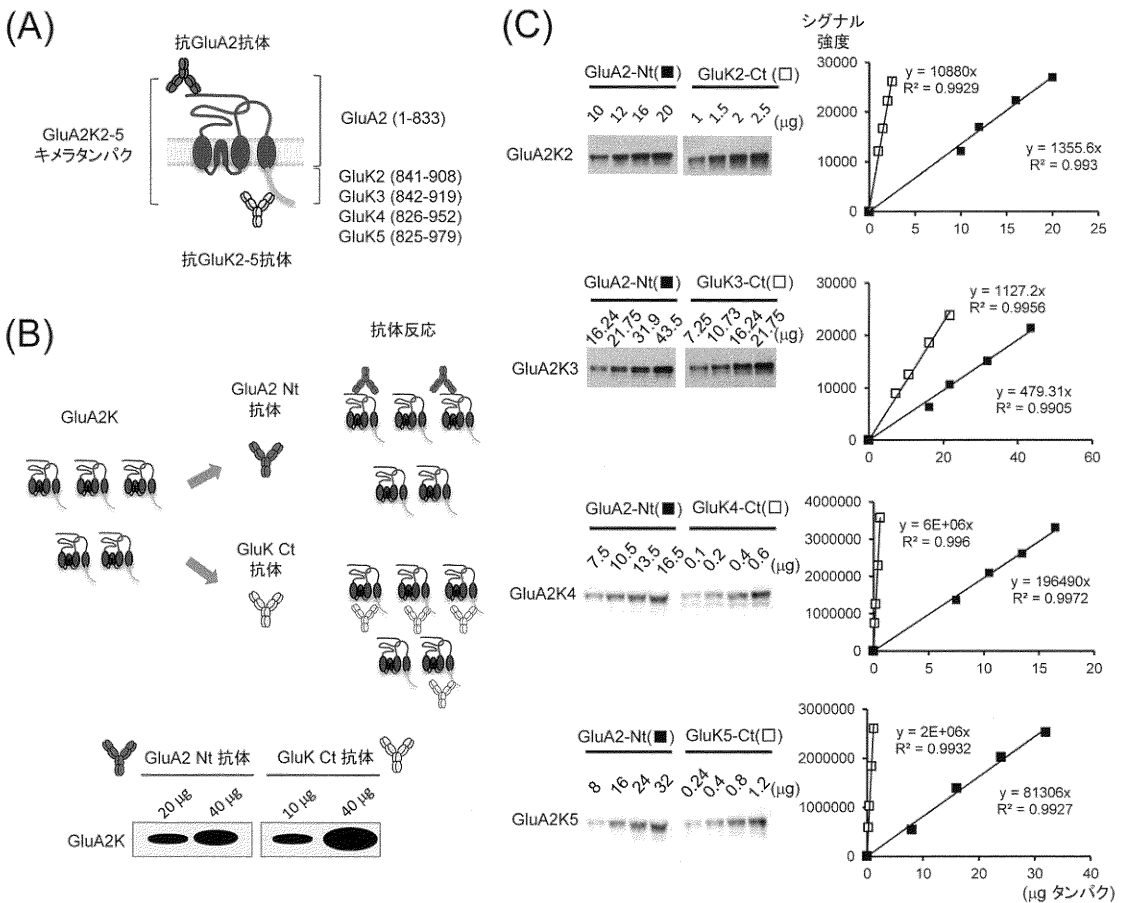 (A)
抗GluA2抗体
GluA2K2-5
キメラタンパク
GluA2 (1-833)
GluK2 (841-908)
GluK3 (842-919)
GluK4 (826-952)
GluK5 (825-979)
抗GluK2-5抗体
(B)
抗体反応
GluA2K
GluA2 Nt
抗体
GluK Ct
抗体
GluA2 Nt 抗体
GluK Ct 抗体
20 μg
40 μg
10 μg
40 μg
GluA2K
(C)
シグナル
強度
GluA2-Nt(■)
GluK2-Ct (□)
10 12 16 20
1 1.5 2 2.5 (μg)
GluA2K2
30000
20000
10000
0
y = 10880x
R² = 0.9929
y = 1355.6x
R² = 0.993
0 5 10 15 20 25
GluA2-Nt(■)
GluK3-Ct(□)
16.24 21.75 31.9 43.5
7.25 10.73 16.24 21.75 (μg)
GluA2K3
30000
20000
10000
0
y = 1127.2x
R² = 0.9956
y = 479.31x
R² = 0.9905
0 20 40 60
GluA2-Nt(■)
GluK4-Ct(□)
7.5 10.5 13.5 16.5
0.1 0.2 0.4 0.6 (μg)
GluA2K4
4000000
3000000
2000000
1000000
0
y = 6E+06x
R² = 0.996
y = 196490x
R² = 0.9972
0 5 10 15 20
GluA2-Nt(■)
GluK5-Ct(□)
8 16 24 32
0.24 0.4 0.8 1.2 (μg)
GluA2K5
3000000
2000000
1000000
0
y = 2E+06x
R² = 0.9932
y = 81306x
R² = 0.9927
0 10 20 30 40
(μg タンパク)